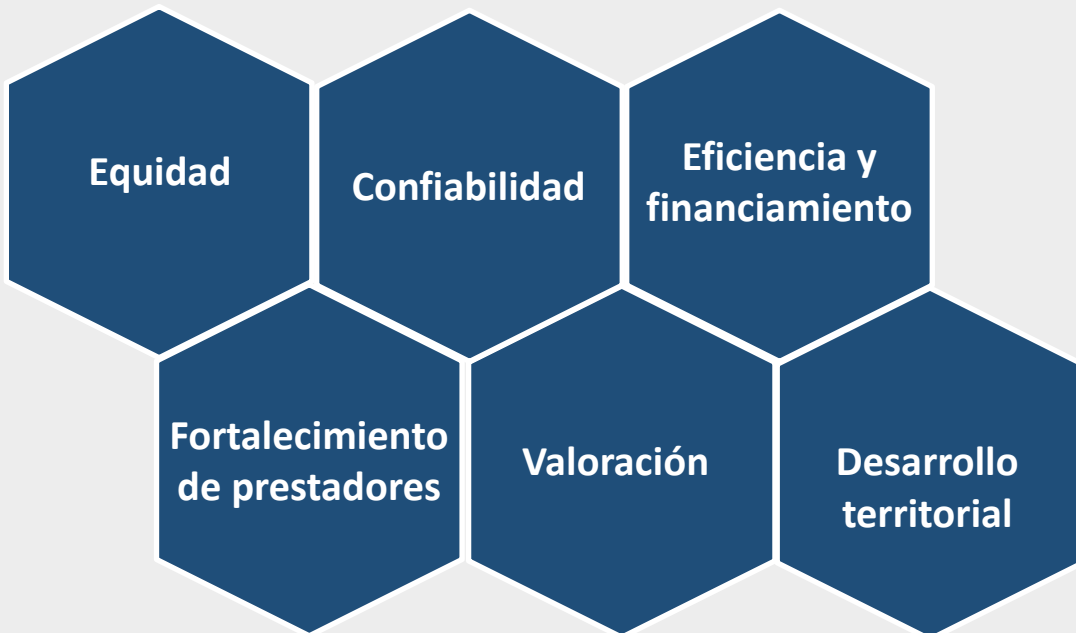 Equidad
Confiabilidad
Eficiencia y
financiamiento
Fortalecimiento
de prestadores
Valoración
Desarrollo
territorial